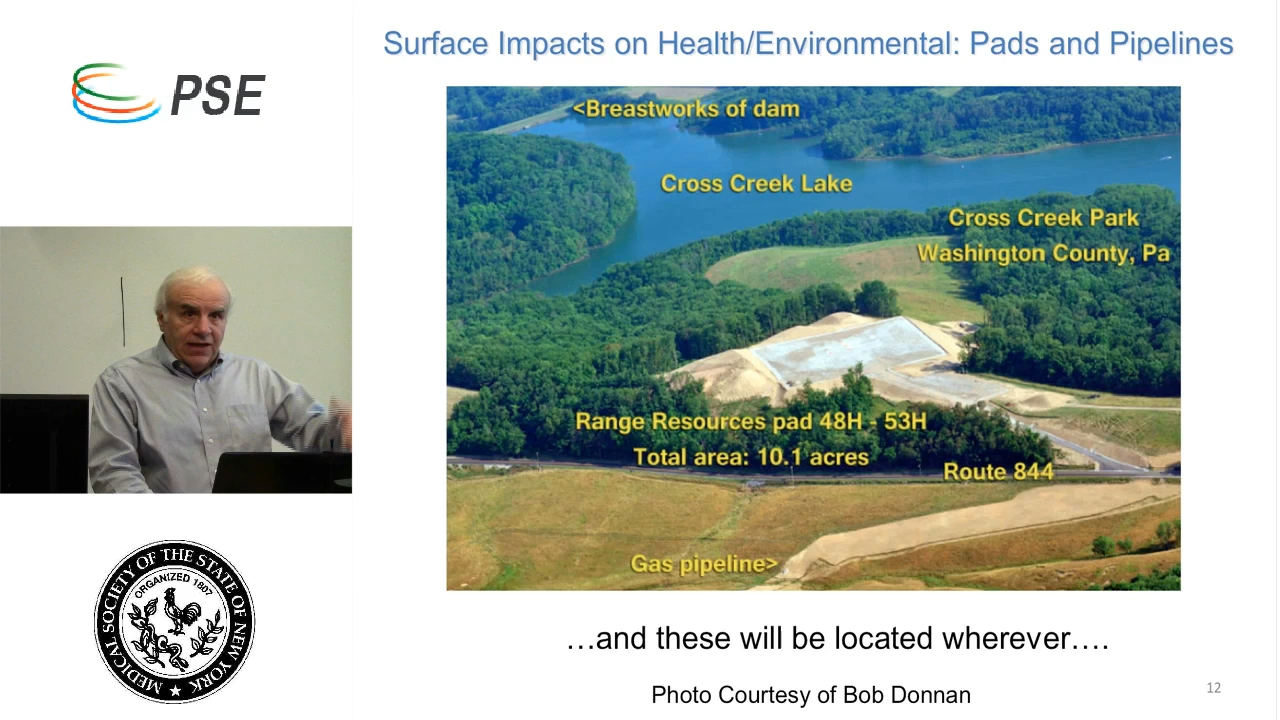 Surface Impacts on Health/Environmental: Pads and Pipelines
PSE
<Breastworks of dam
Cross Creek Lake
Cross Creek Park
Washington County, Pa
Range Resources pad 48H - 53H
Total area: 10.1 acres
Route 844
Gas pipeline>
MEDICAL SOCIETY OF THE STATE OF NEW YORK
ORGANIZED 1807
…and these will be located wherever….
Photo Courtesy of Bob Donnan
12